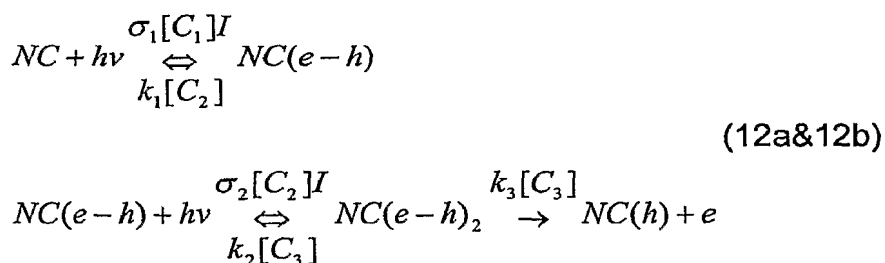 σ₁[C₁]I
NC + hν ⇔ NC(e − h)
k₁[C₂]
(12a&12b)
σ₂[C₂]I k₃[C₃]
NC(e − h) + hν ⇔ NC(e − h)₂ → NC(h) + e
k₂[C₃]